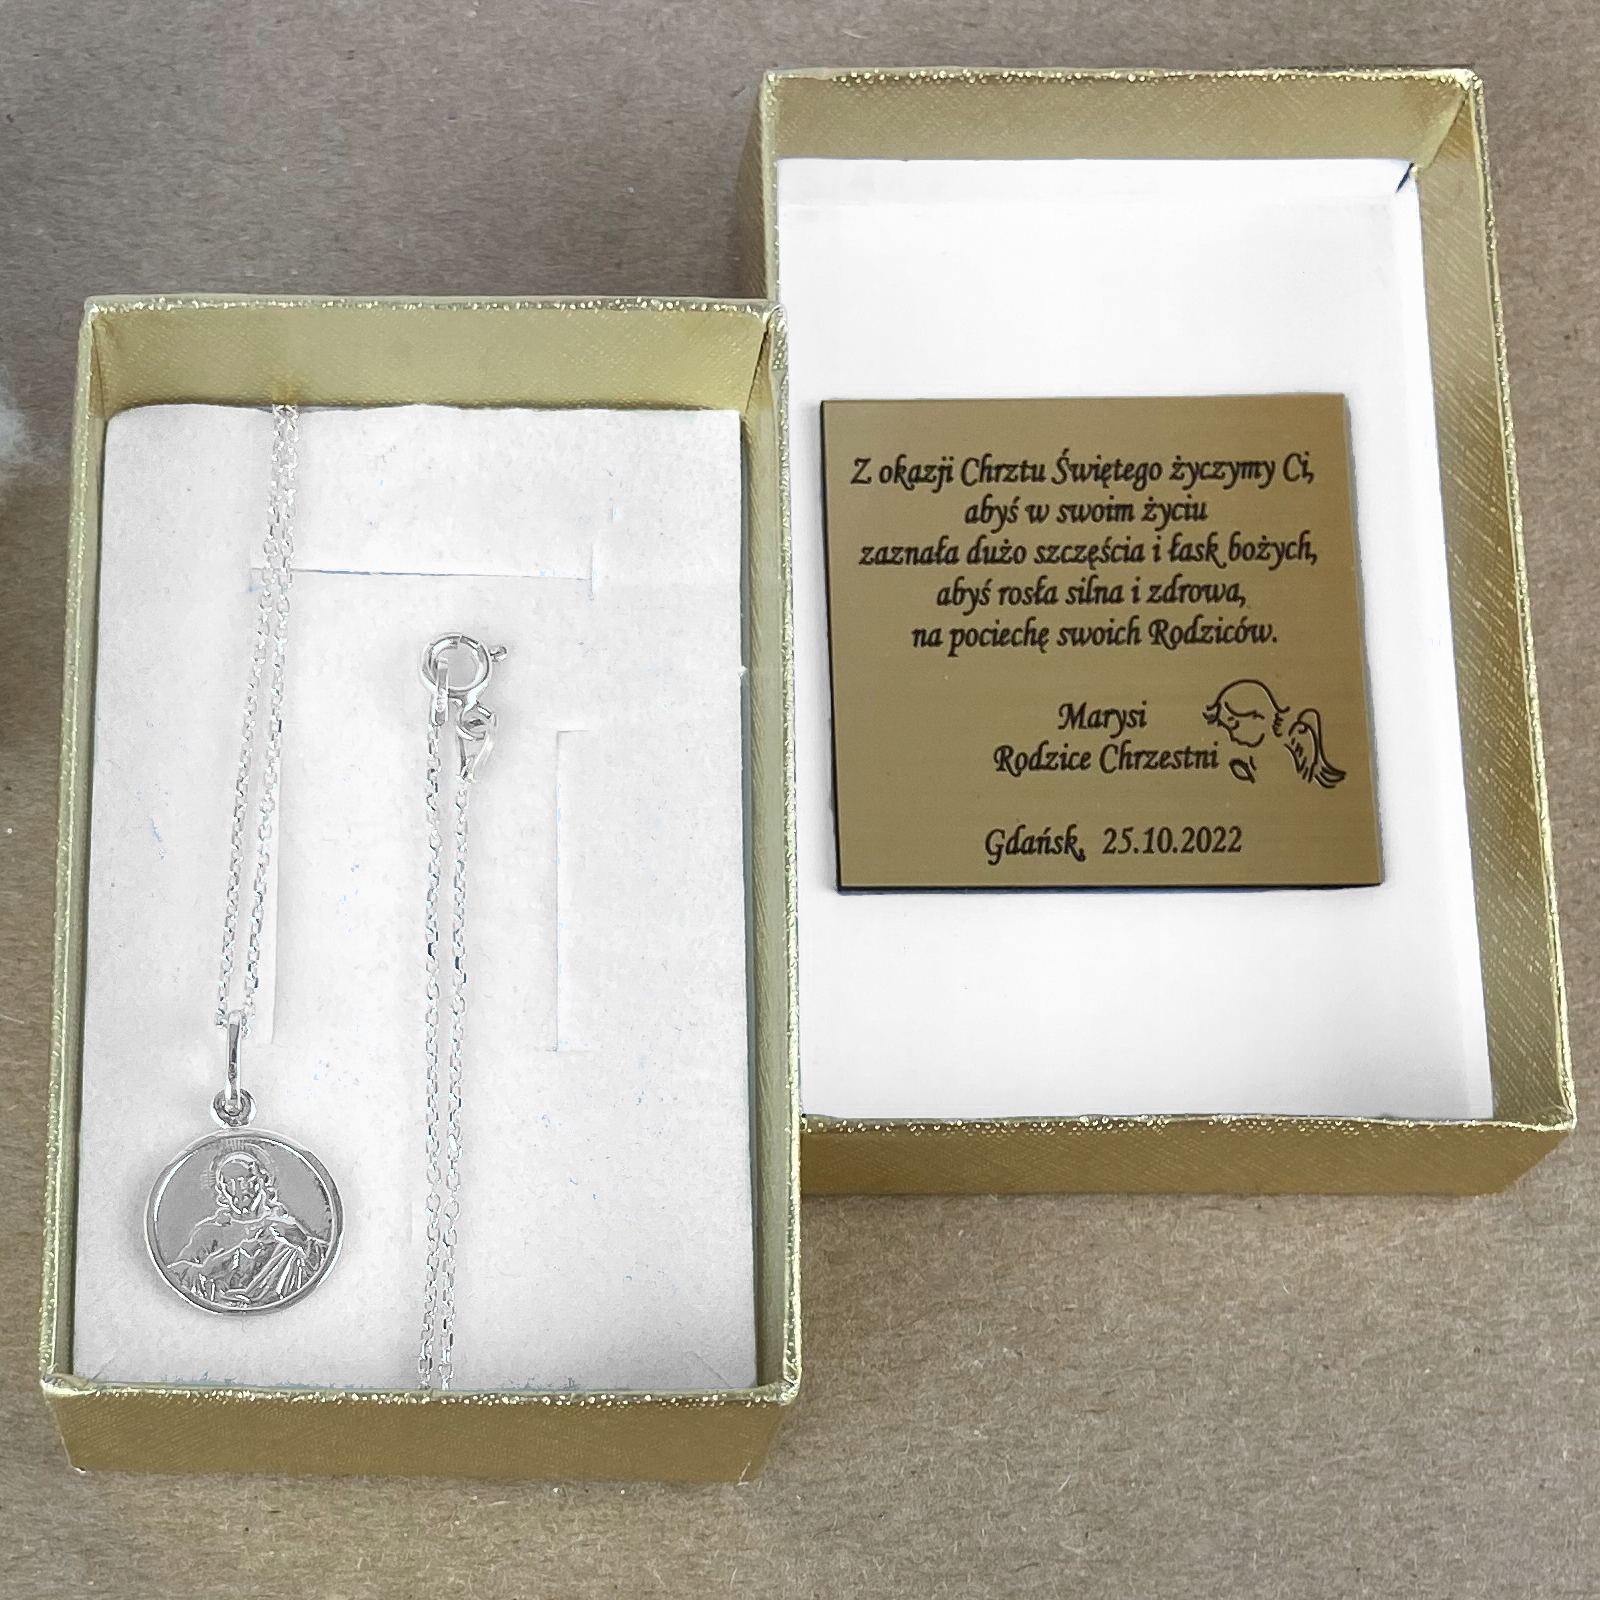 Z okazji Chrztu Świętego życzymy Ci,
abyś w swoim życiu
zaznała dużo szczęścia i łask bożych,
abyś rosła silna i zdrowa,
na pociechę swoich Rodziców.
Marysi
Rodzice Chrzestni
Gdańsk, 25.10.2022